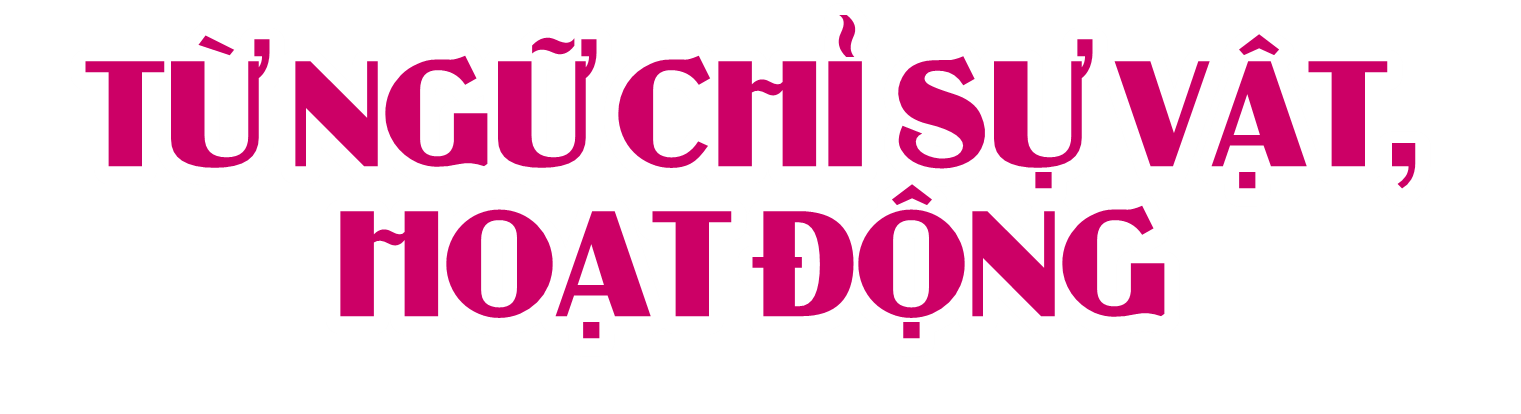 TỪ NGỮ CHỈ SỰ VẬT,
HOẠT ĐỘNG